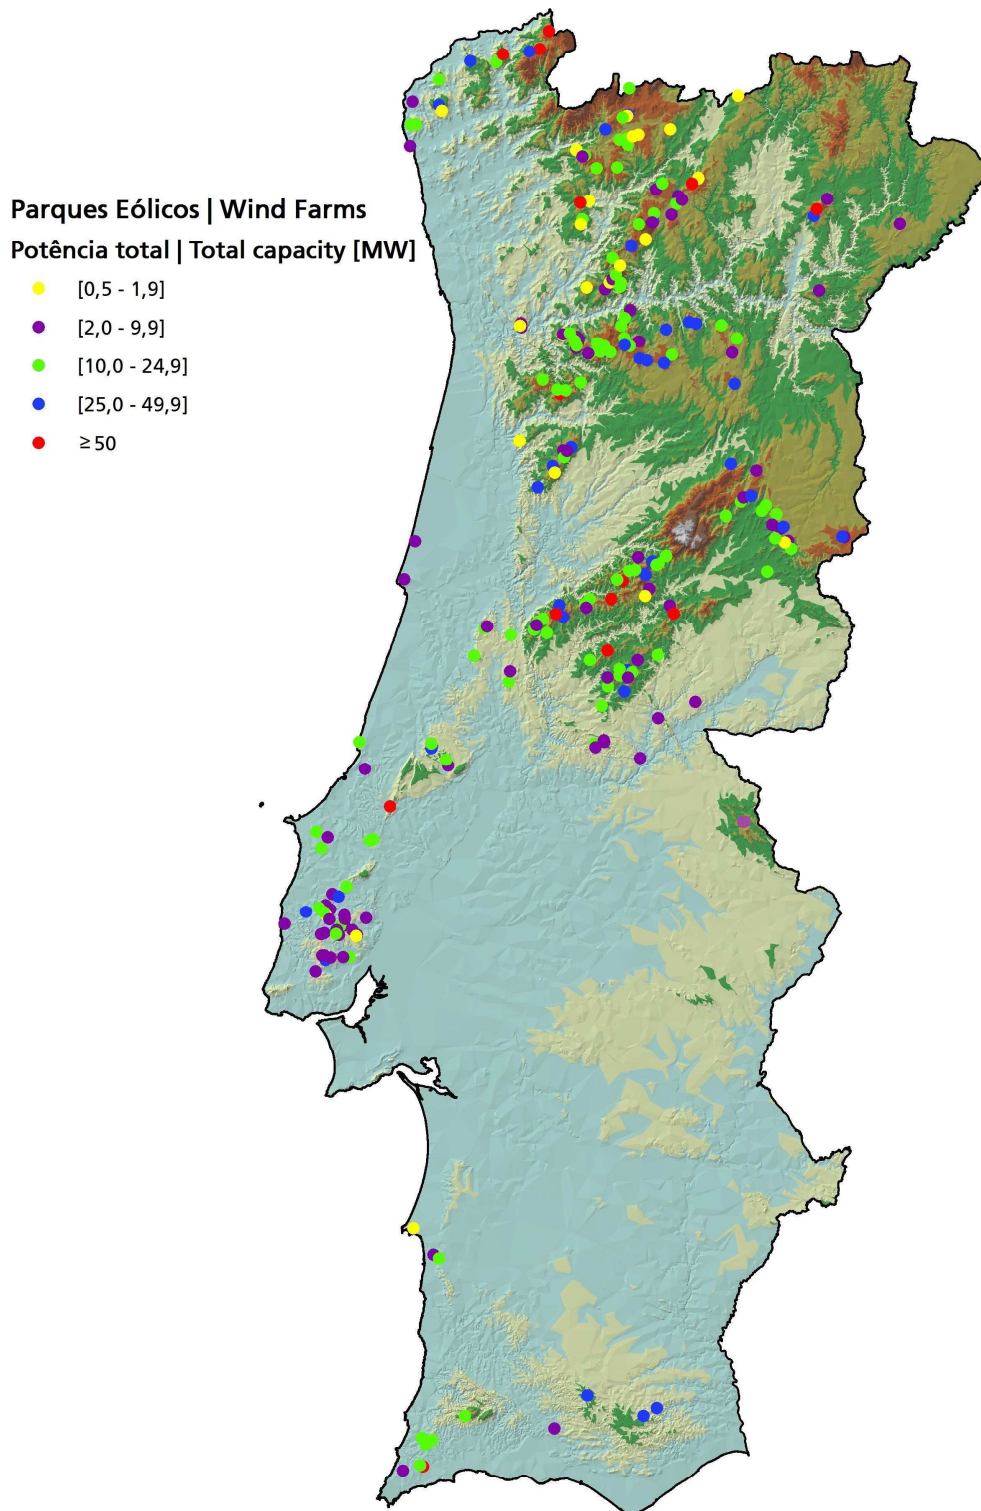 Parques Eólicos | Wind Farms
Potência total | Total capacity [MW]
[0,5 - 1,9]
[2,0 - 9,9]
[10,0 - 24,9]
[25,0 - 49,9]
≥ 50